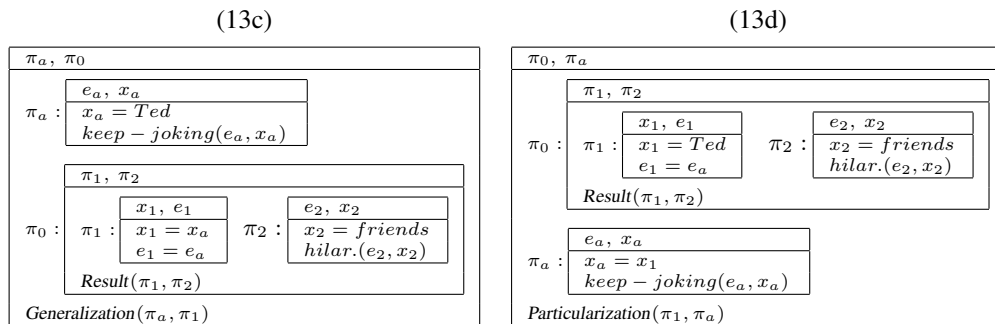 (13c)
π_a, π_0
e_a, x_a
π_a : x_a = Ted
keep − joking(e_a, x_a)
π_1, π_2
x_1, e_1
e_2, x_2
π_0 : π_1 : x_1 = x_a
π_2 : x_2 = friends
e_1 = e_a
hilar.(e_2, x_2)
Result(π_1, π_2)
Generalization(π_a, π_1)
(13d)
π_0, π_a
π_1, π_2
x_1, e_1
e_2, x_2
π_0 : π_1 : x_1 = Ted
π_2 : x_2 = friends
e_1 = e_a
hilar.(e_2, x_2)
Result(π_1, π_2)
e_a, x_a
π_a : x_a = x_1
keep − joking(e_a, x_a)
Particularization(π_1, π_a)